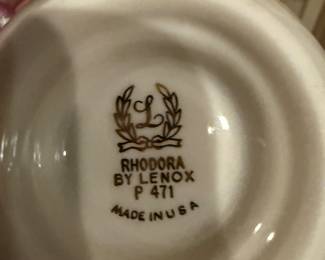 L
RHODORA
BY LENOX
P 471
MADE IN USA